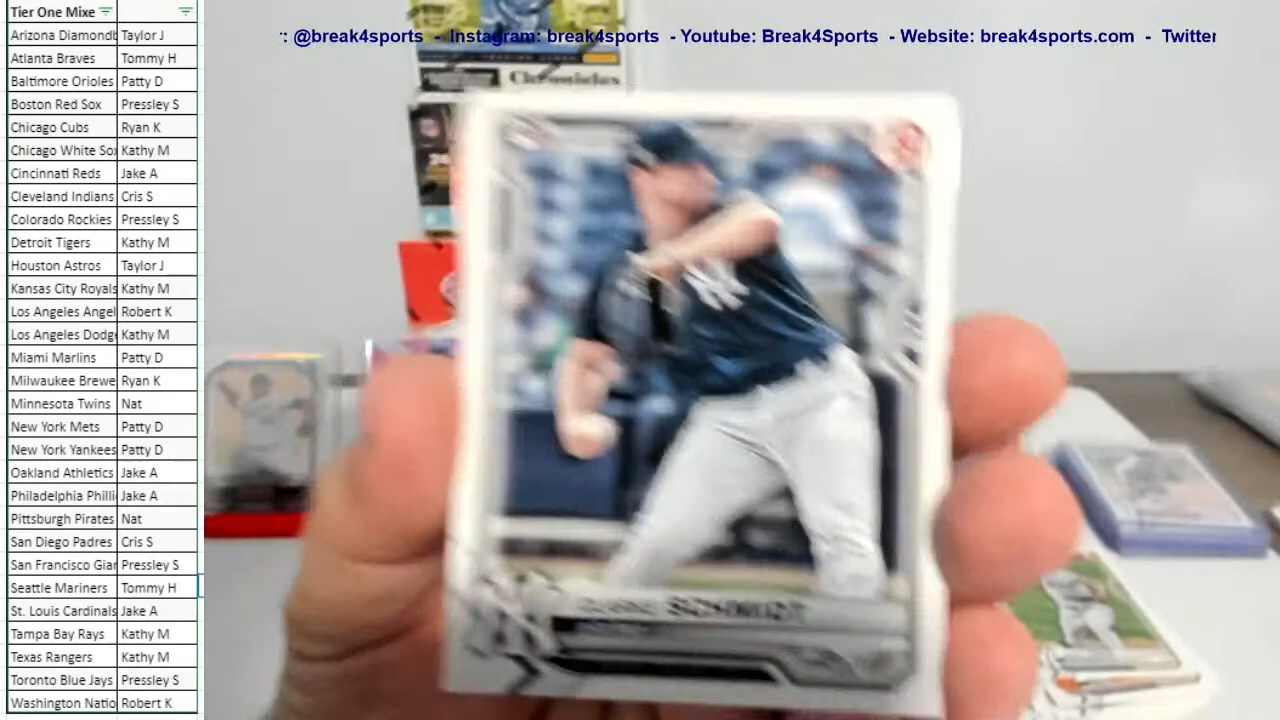 Tier One Mixe
Arizona Diamondb Taylor J
Atlanta Braves Tommy H
Baltimore Orioles Patty D
Boston Red Sox Pressley S
Chicago Cubs Ryan K
Chicago White Sox Kathy M
Cincinnati Reds Jake A
Cleveland Indians Cris S
Colorado Rockies Pressley S
Detroit Tigers Kathy M
Houston Astros Taylor J
Kansas City Royals Kathy M
Los Angeles Angel Robert K
Los Angeles Dodge Kathy M
Miami Marlins Patty D
Milwaukee Brewe Ryan K
Minnesota Twins Nat
New York Mets Patty D
New York Yankees Patty D
Oakland Athletics Jake A
Philadelphia Philli Jake A
Pittsburgh Pirates Nat
San Diego Padres Cris S
San Francisco Gian Pressley S
Seattle Mariners Tommy H
St. Louis Cardinals Jake A
Tampa Bay Rays Kathy M
Texas Rangers Kathy M
Toronto Blue Jays Pressley S
Washington Natio Robert K
: @break4sports - Instagram: break4sports - Youtube: Break4Sports - Website: break4sports.com - Twitter
Chronicles
NY
SCHMIDT